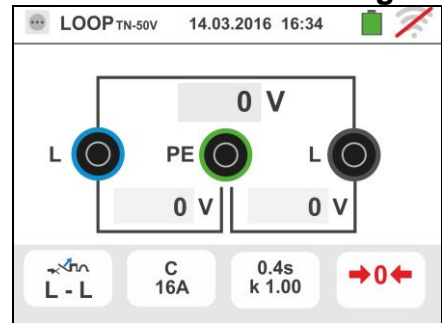 LOOP TN-50V 14.03.2016 16:34
0 V
L PE L
0 V 0 V
L - L
C
16A
0.4s
k 1.00
→0←